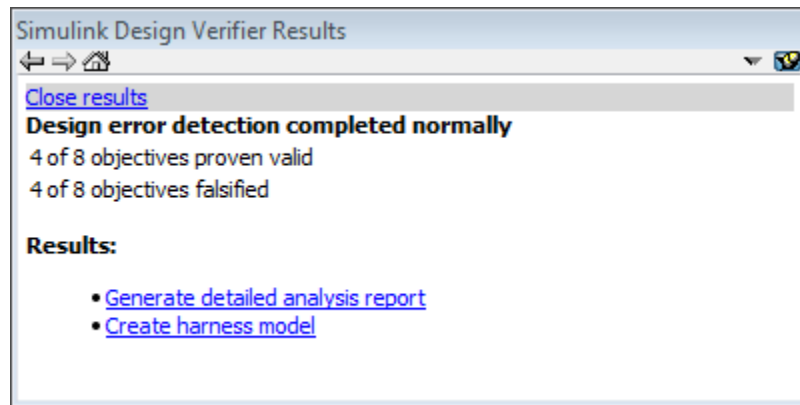 Simulink Design Verifier Results
Close results
Design error detection completed normally
4 of 8 objectives proven valid
4 of 8 objectives falsified
Results:
• Generate detailed analysis report
• Create harness model